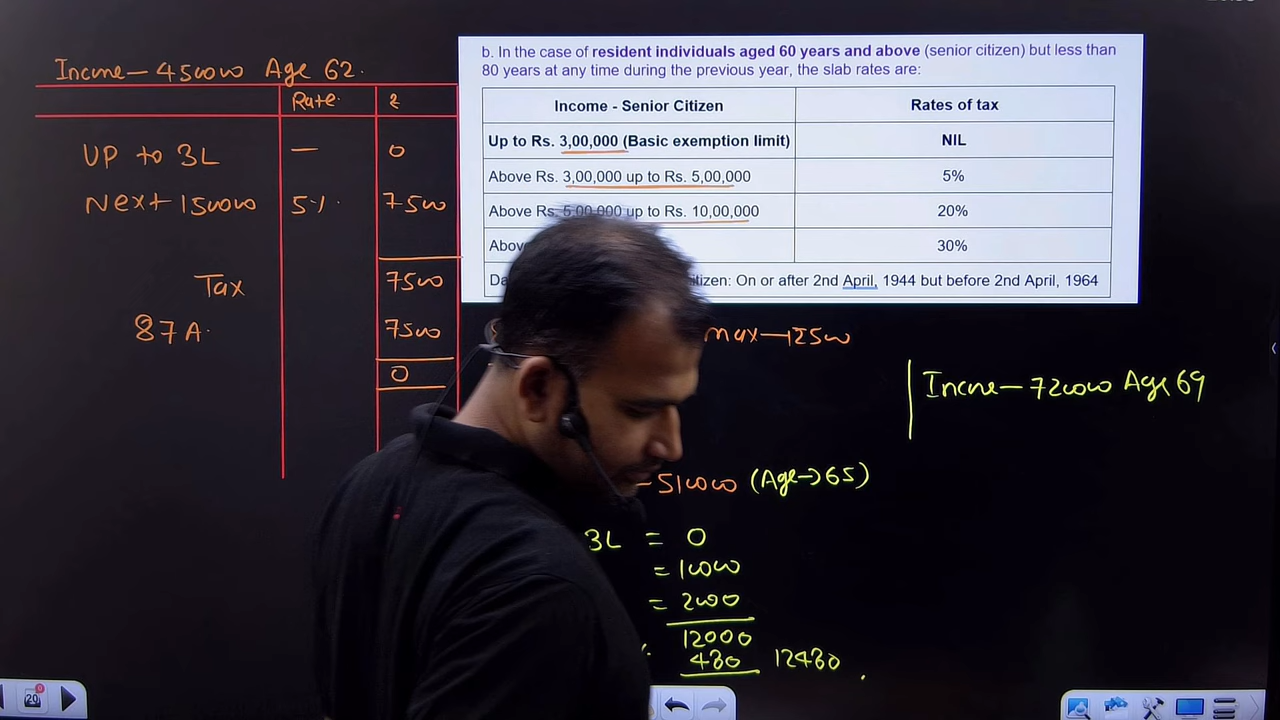 Income - 450000 Age 62.
Rate. ₹
UP to 3L — 0
Next 150000 5%. 7500
Tax 7500
87A. 7500
0
b. In the case of resident individuals aged 60 years and above (senior citizen) but less than
80 years at any time during the previous year, the slab rates are:
Income - Senior Citizen Rates of tax
Up to Rs. 3,00,000 (Basic exemption limit) NIL
Above Rs. 3,00,000 up to Rs. 5,00,000 5%
Above Rs. 5,00,000 up to Rs. 10,00,000 20%
30%
On or after 2nd April, 1944 but before 2nd April, 1964
max → 12500
Income - 720000 Age 69
- 510000 (Age → 65)
3L = 0
= 10000
= 2000
12000
480 12480.
20